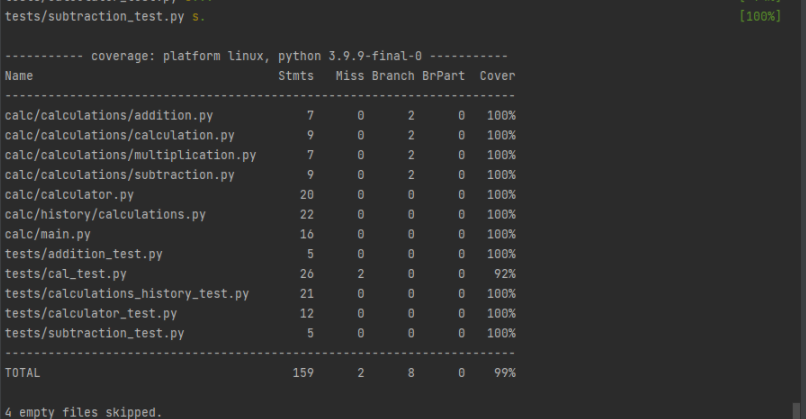 tests/subtraction_test.py s. [100%]
----------- coverage: platform linux, python 3.9.9-final-0 -----------
Name Stmts Miss Branch BrPart Cover
----------------------------------------------------------------------
calc/calculations/addition.py 7 0 2 0 100%
calc/calculations/calculation.py 9 0 2 0 100%
calc/calculations/multiplication.py 7 0 2 0 100%
calc/calculations/subtraction.py 9 0 2 0 100%
calc/calculator.py 20 0 0 0 100%
calc/history/calculations.py 22 0 0 0 100%
calc/main.py 16 0 0 0 100%
tests/addition_test.py 5 0 0 0 100%
tests/cal_test.py 26 2 0 0 92%
tests/calculations_history_test.py 21 0 0 0 100%
tests/calculator_test.py 12 0 0 0 100%
tests/subtraction_test.py 5 0 0 0 100%
----------------------------------------------------------------------
TOTAL 159 2 8 0 99%
4 empty files skipped.